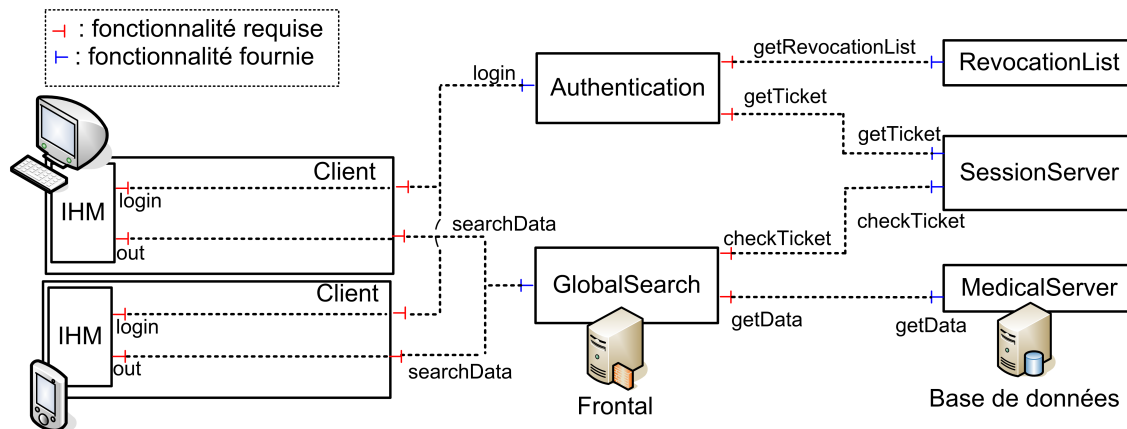 : fonctionnalité requise
: fonctionnalité fournie
login
Authentication
getRevocationList
RevocationList
getTicket
getTicket
SessionServer
checkTicket
Client
IHM
login
out
searchData
checkTicket
GlobalSearch
getData
MedicalServer
getData
Client
IHM
login
out
searchData
Frontal
Base de données